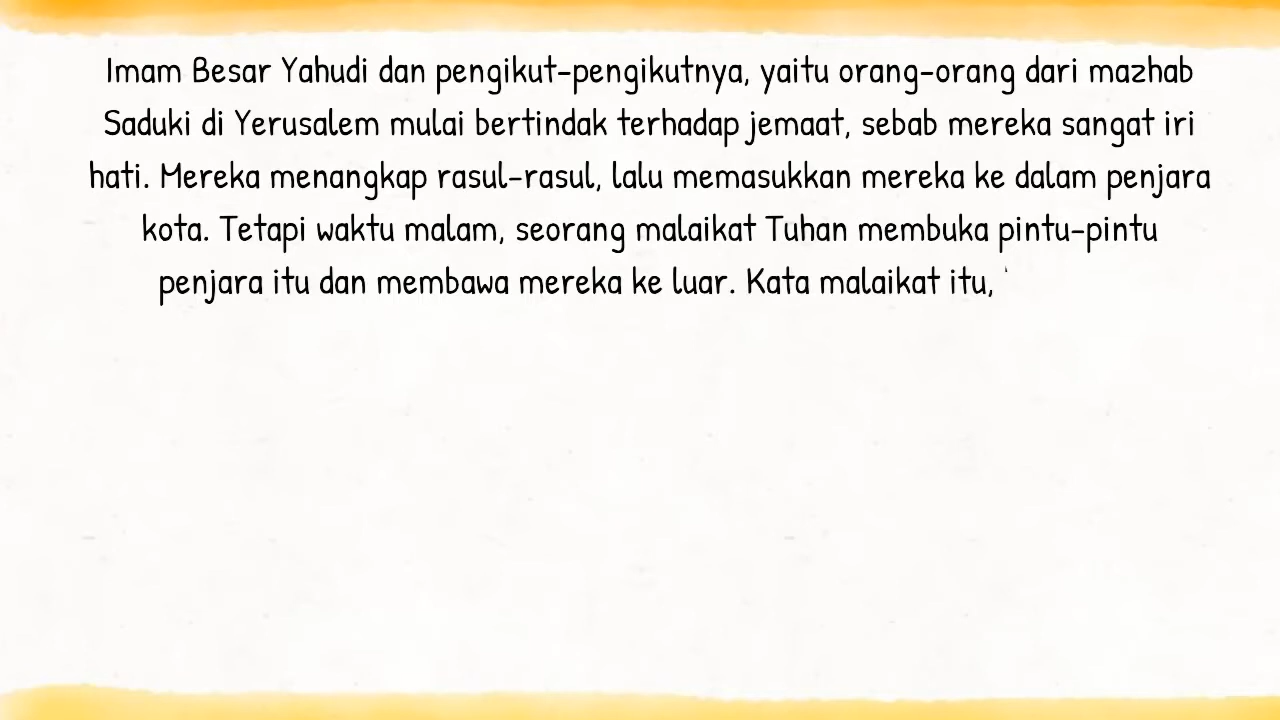 Imam Besar Yahudi dan pengikut-pengikutnya, yaitu orang-orang dari mazhab
Saduki di Yerusalem mulai bertindak terhadap jemaat, sebab mereka sangat iri
hati. Mereka menangkap rasul-rasul, lalu memasukkan mereka ke dalam penjara
kota. Tetapi waktu malam, seorang malaikat Tuhan membuka pintu-pintu
penjara itu dan membawa mereka ke luar. Kata malaikat itu,